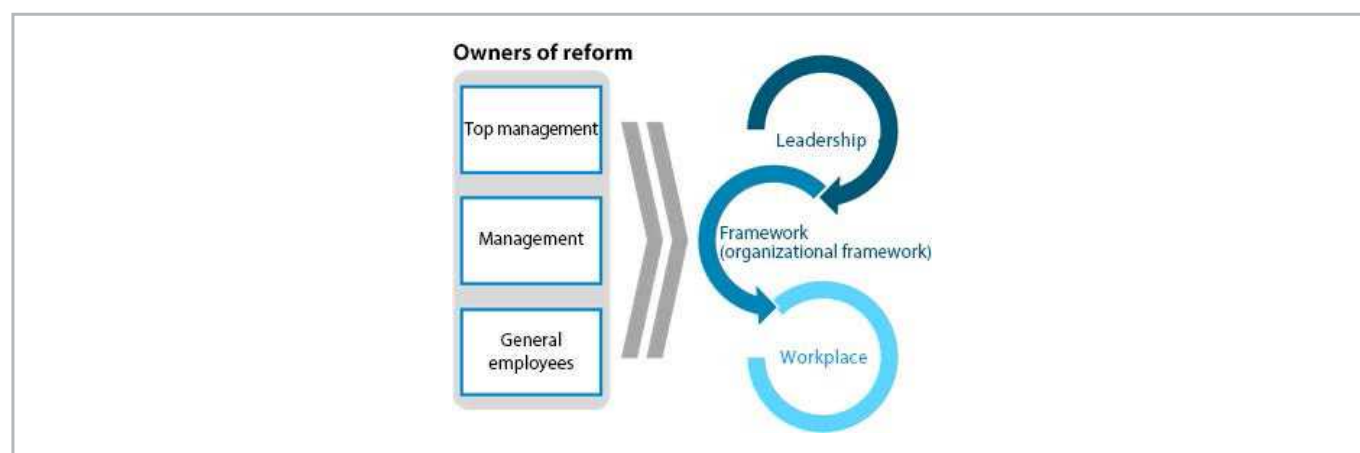 Owners of reform
Top management
Management
General
employees
Leadership
Framework
(organizational framework)
Workplace